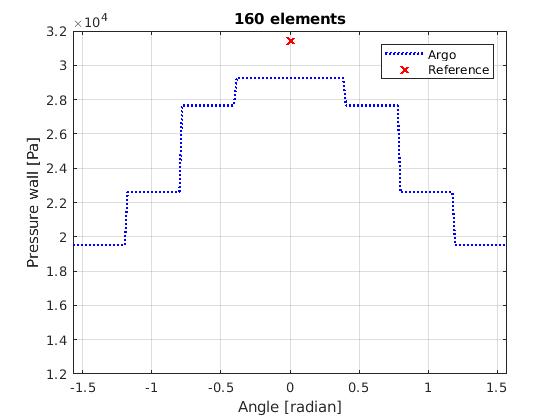 160 elements
×10⁴
3.2
3
2.8
2.6
2.4
2.2
2
1.8
1.6
1.4
1.2
Pressure wall [Pa]
Argo
Reference
-1.5 -1 -0.5 0 0.5 1 1.5
Angle [radian]